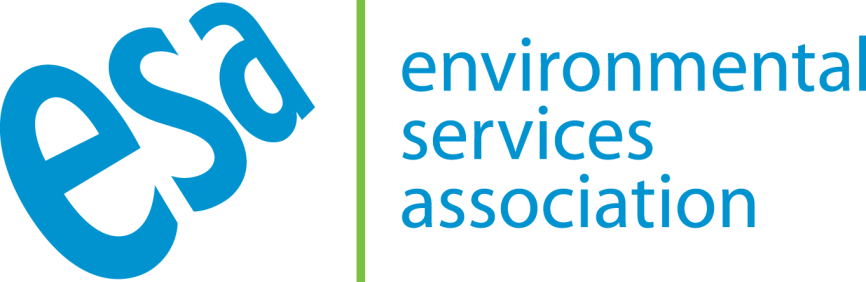 esa
environmental
services
association